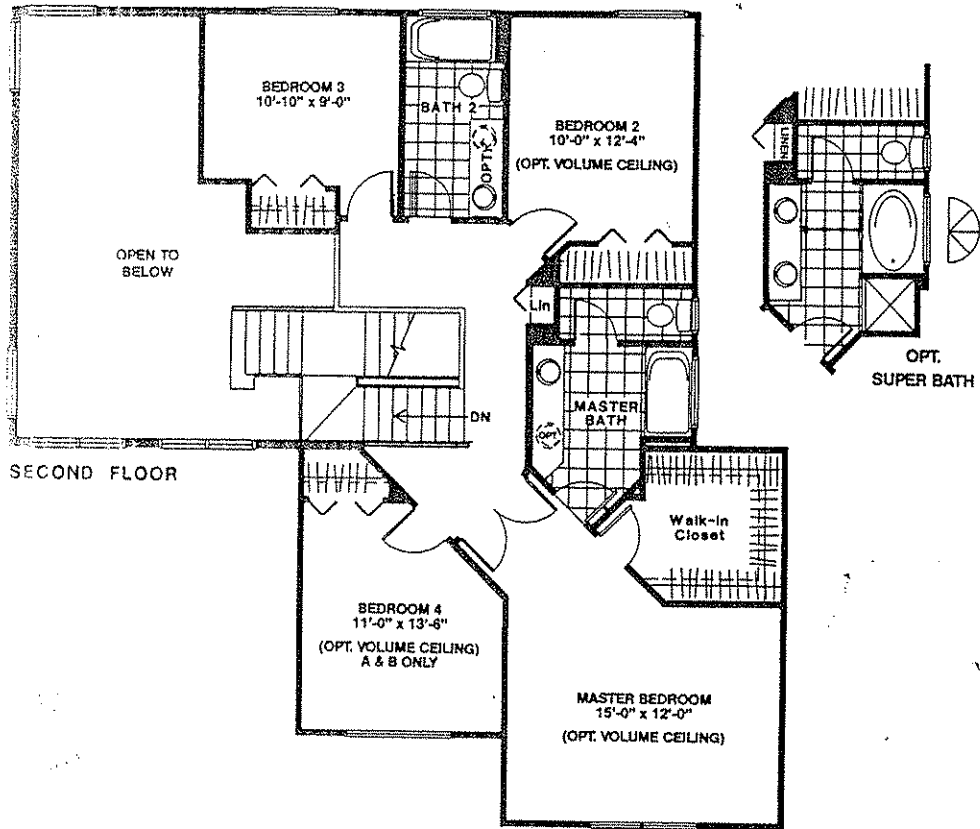 BEDROOM 3
10'-10" x 9'-0"
BATH 2
OPT
BEDROOM 2
10'-0" x 12'-4"
(OPT. VOLUME CEILING)
LINEN
OPEN TO
BELOW
Lin
OPT.
SUPER BATH
MASTER
BATH
OPT
DN
SECOND FLOOR
Walk-in
Closet
BEDROOM 4
11'-0" x 13'-6"
(OPT. VOLUME CEILING)
A & B ONLY
MASTER BEDROOM
15'-0" x 12'-0"
(OPT. VOLUME CEILING)